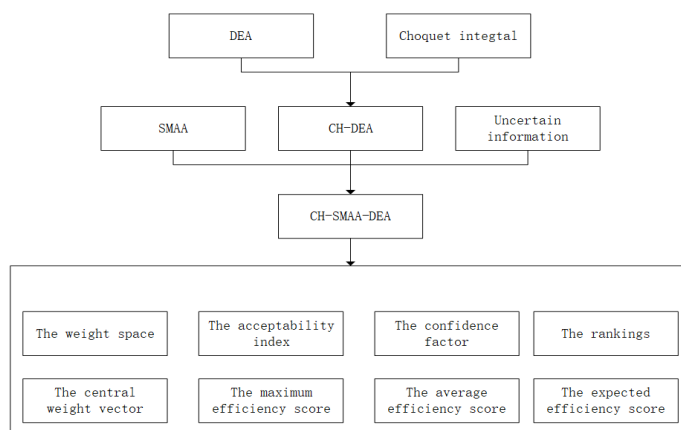 DEA
Choquet integtal
SMAA
CH-DEA
Uncertain
information
CH-SMAA-DEA
The weight space
The acceptability
index
The confidence
factor
The rankings
The central
weight vector
The maximum
efficiency score
The average
efficiency score
The expected
efficiency score